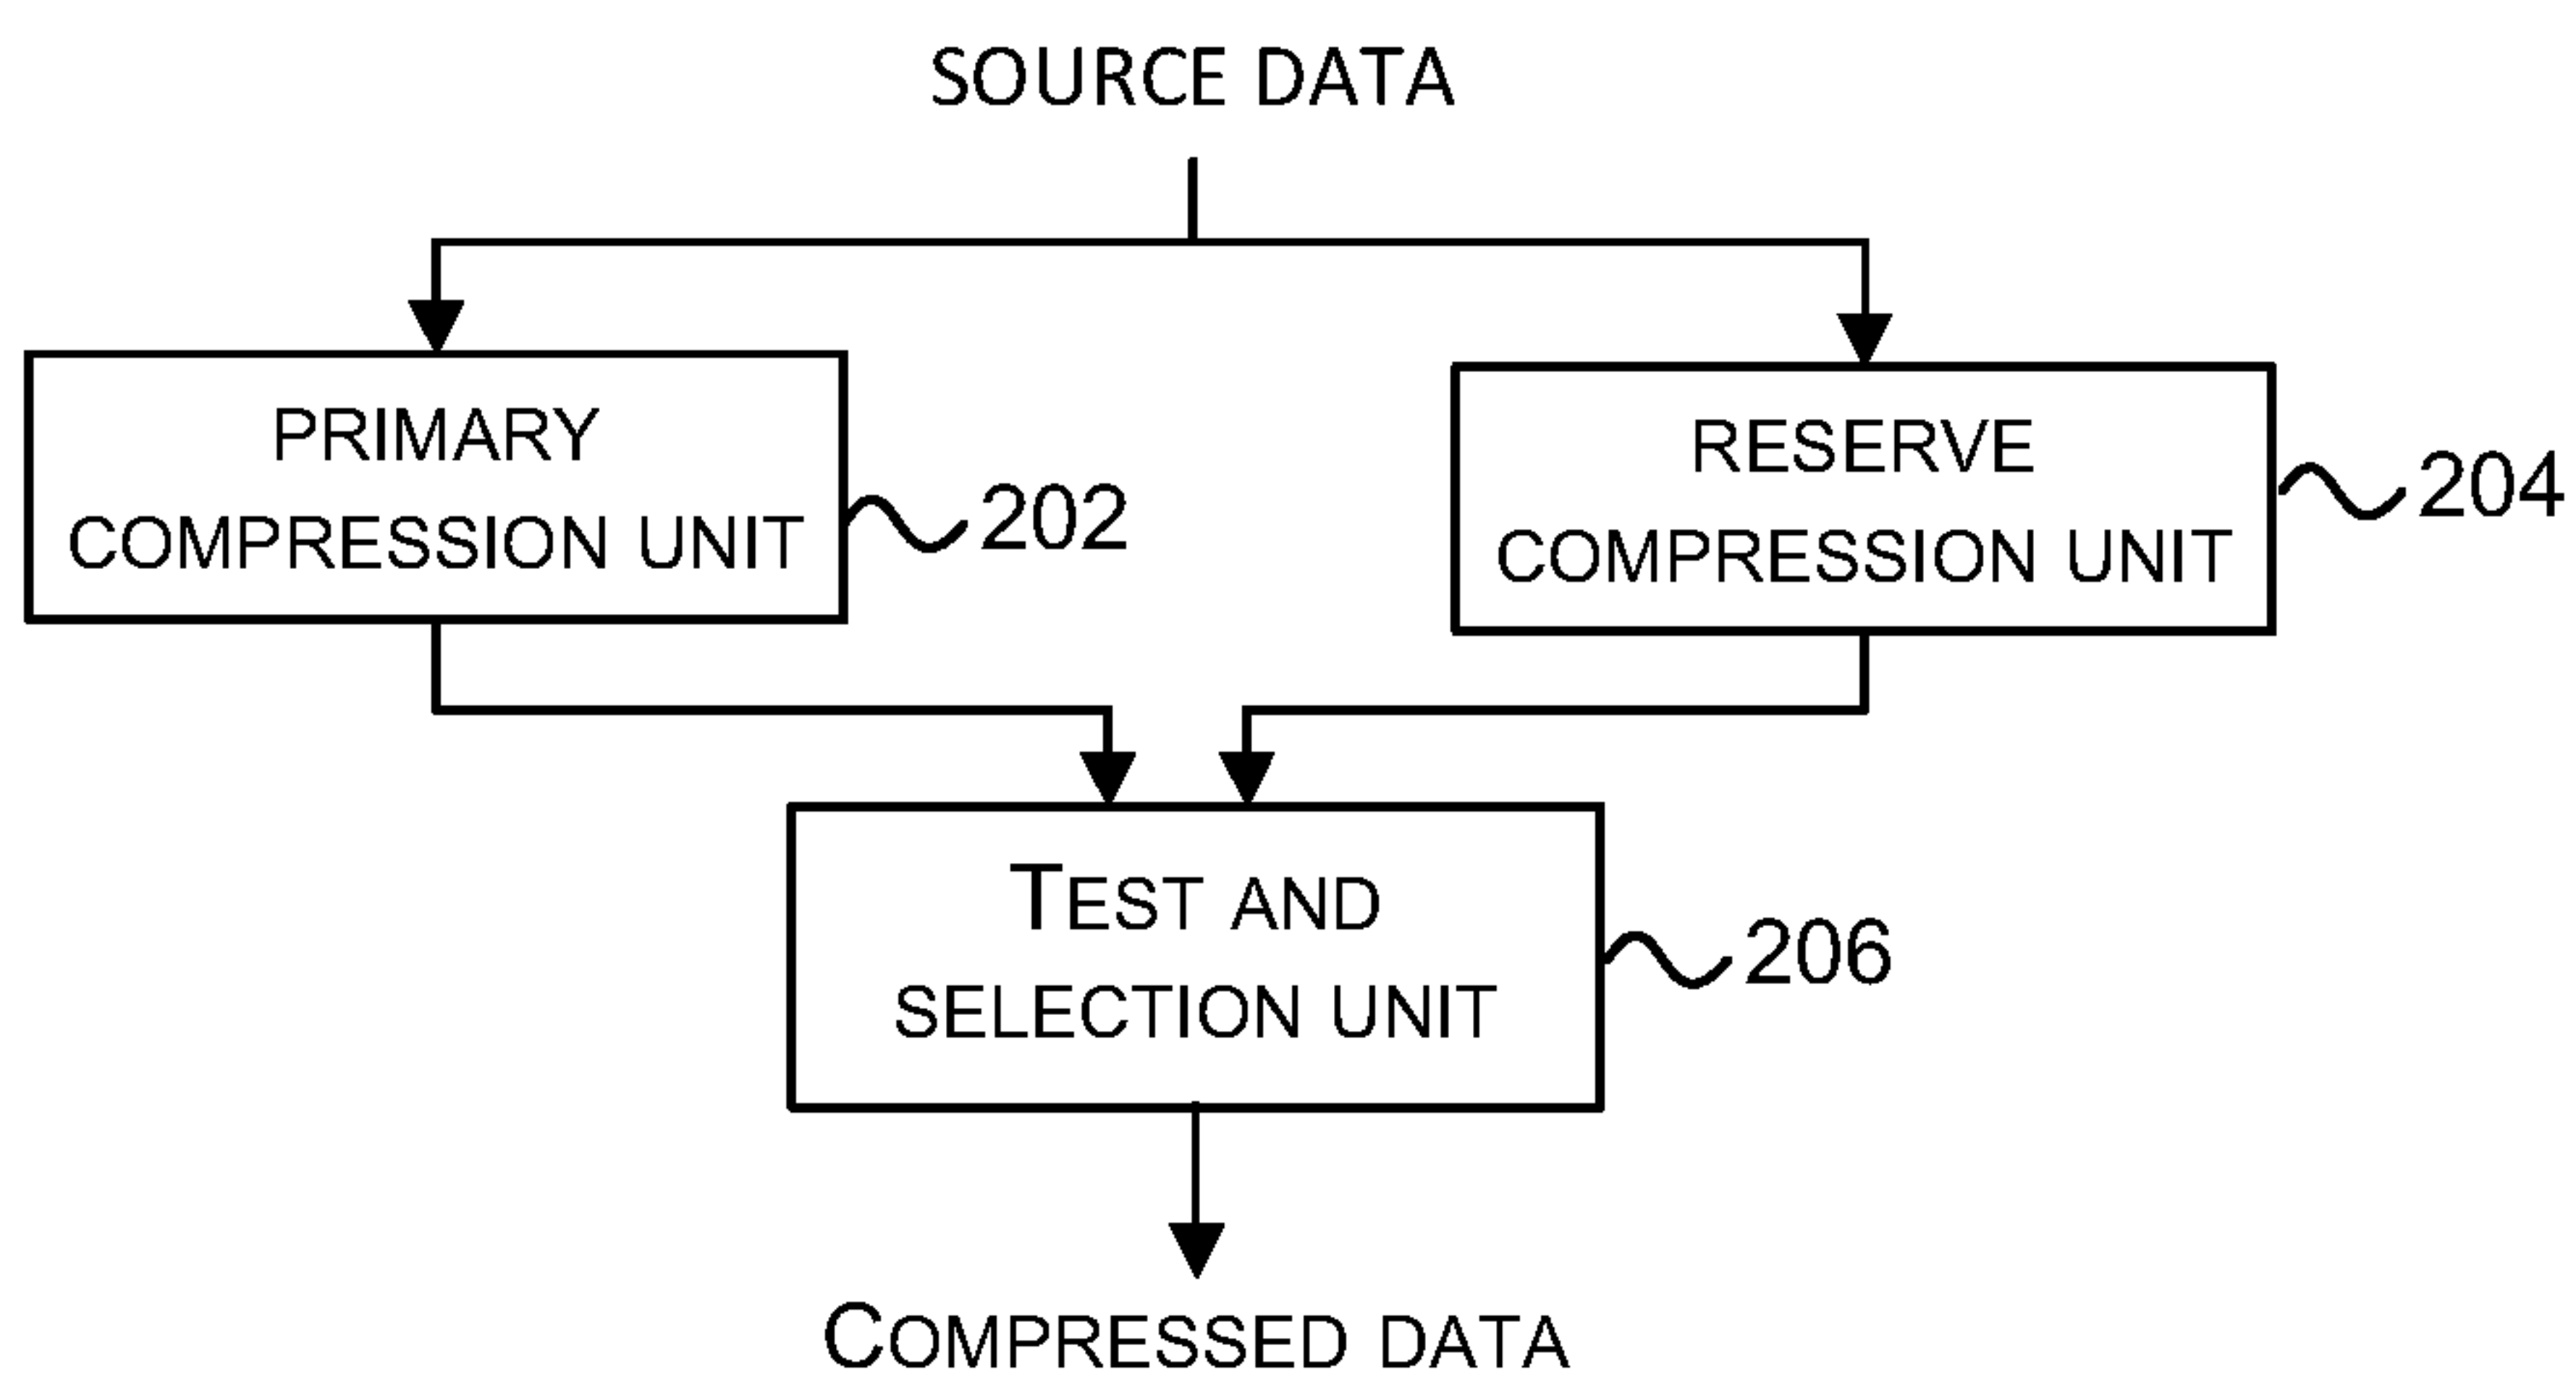 SOURCE DATA
PRIMARY
COMPRESSION UNIT
202
RESERVE
COMPRESSION UNIT
204
TEST AND
SELECTION UNIT
206
COMPRESSED DATA